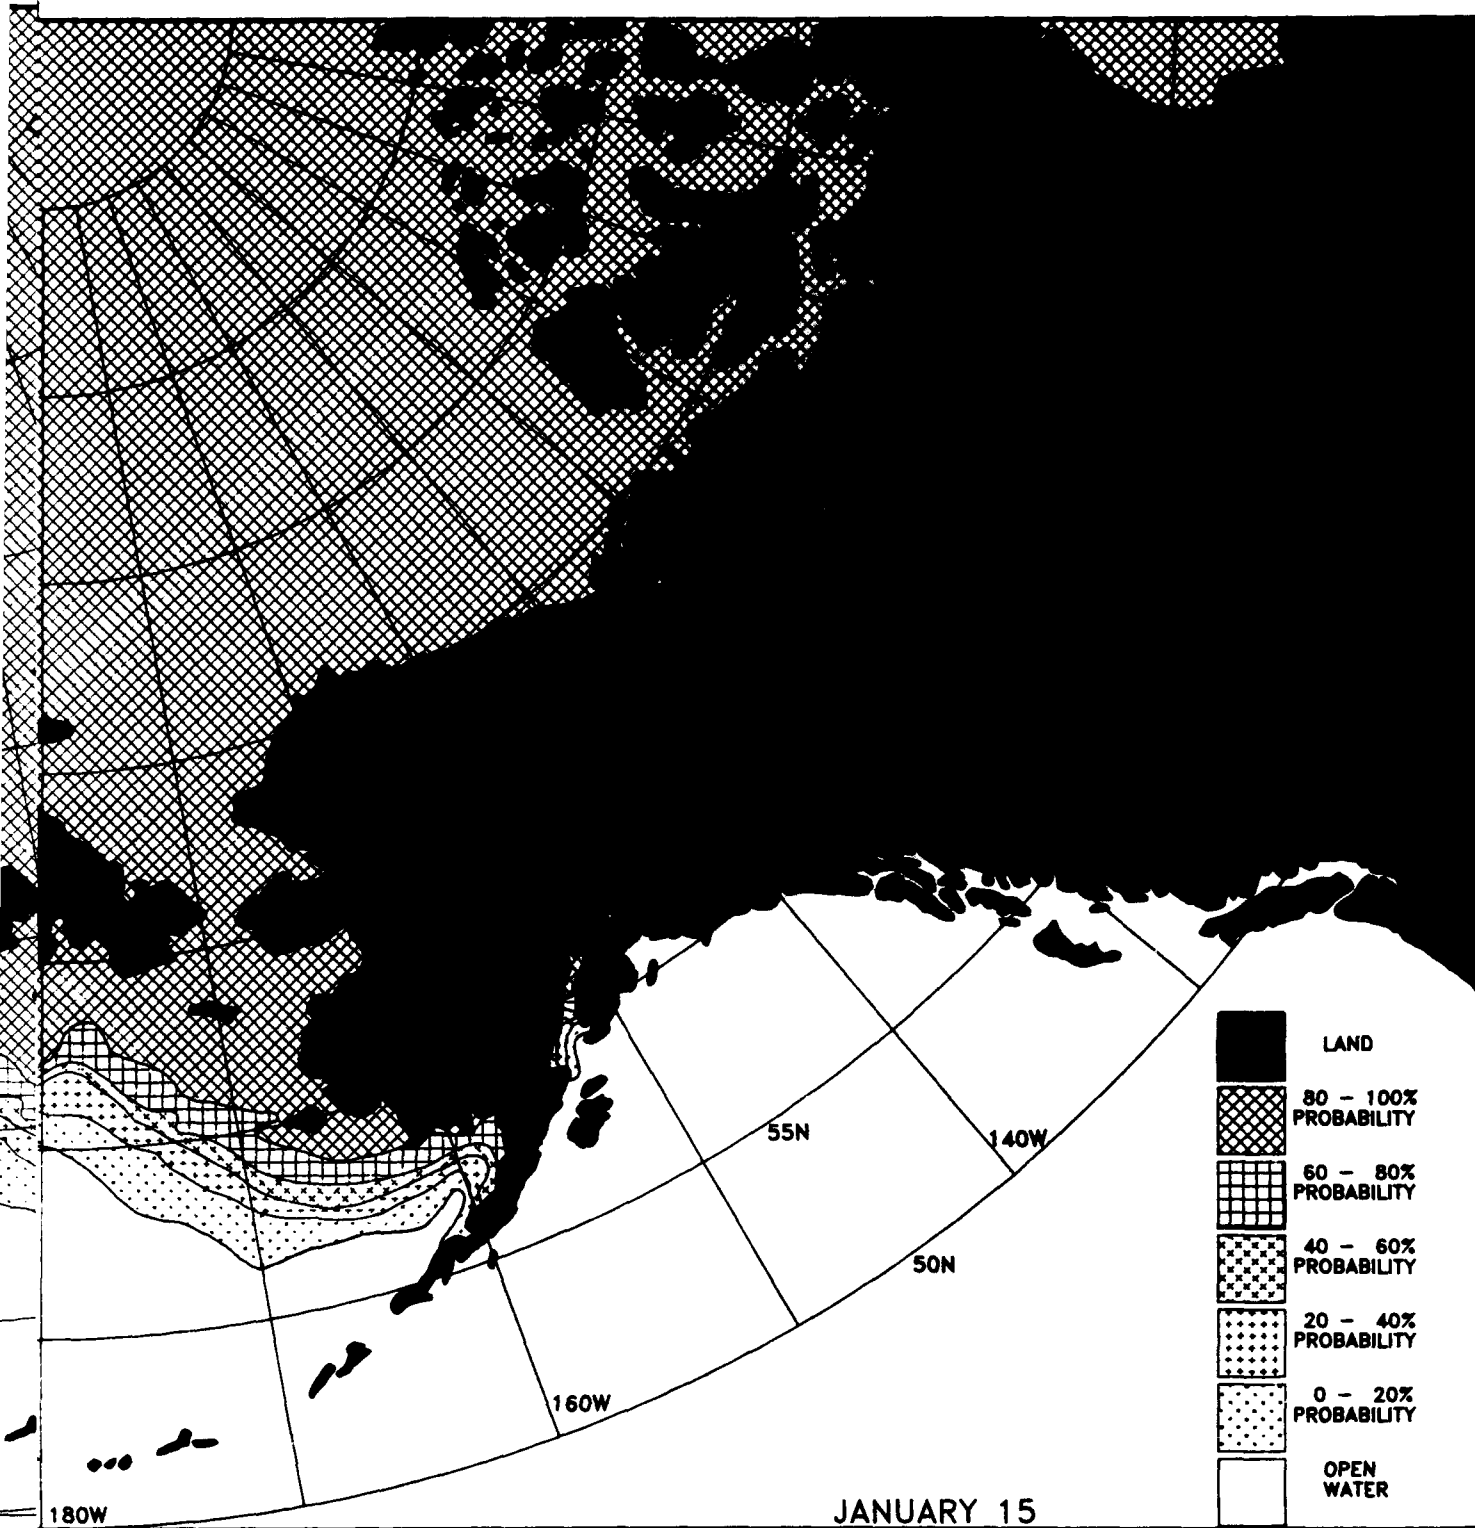 LAND
80 - 100%
PROBABILITY
60 - 80%
PROBABILITY
40 - 60%
PROBABILITY
20 - 40%
PROBABILITY
0 - 20%
PROBABILITY
OPEN
WATER
55N
140W
50N
160W
180W
JANUARY 15